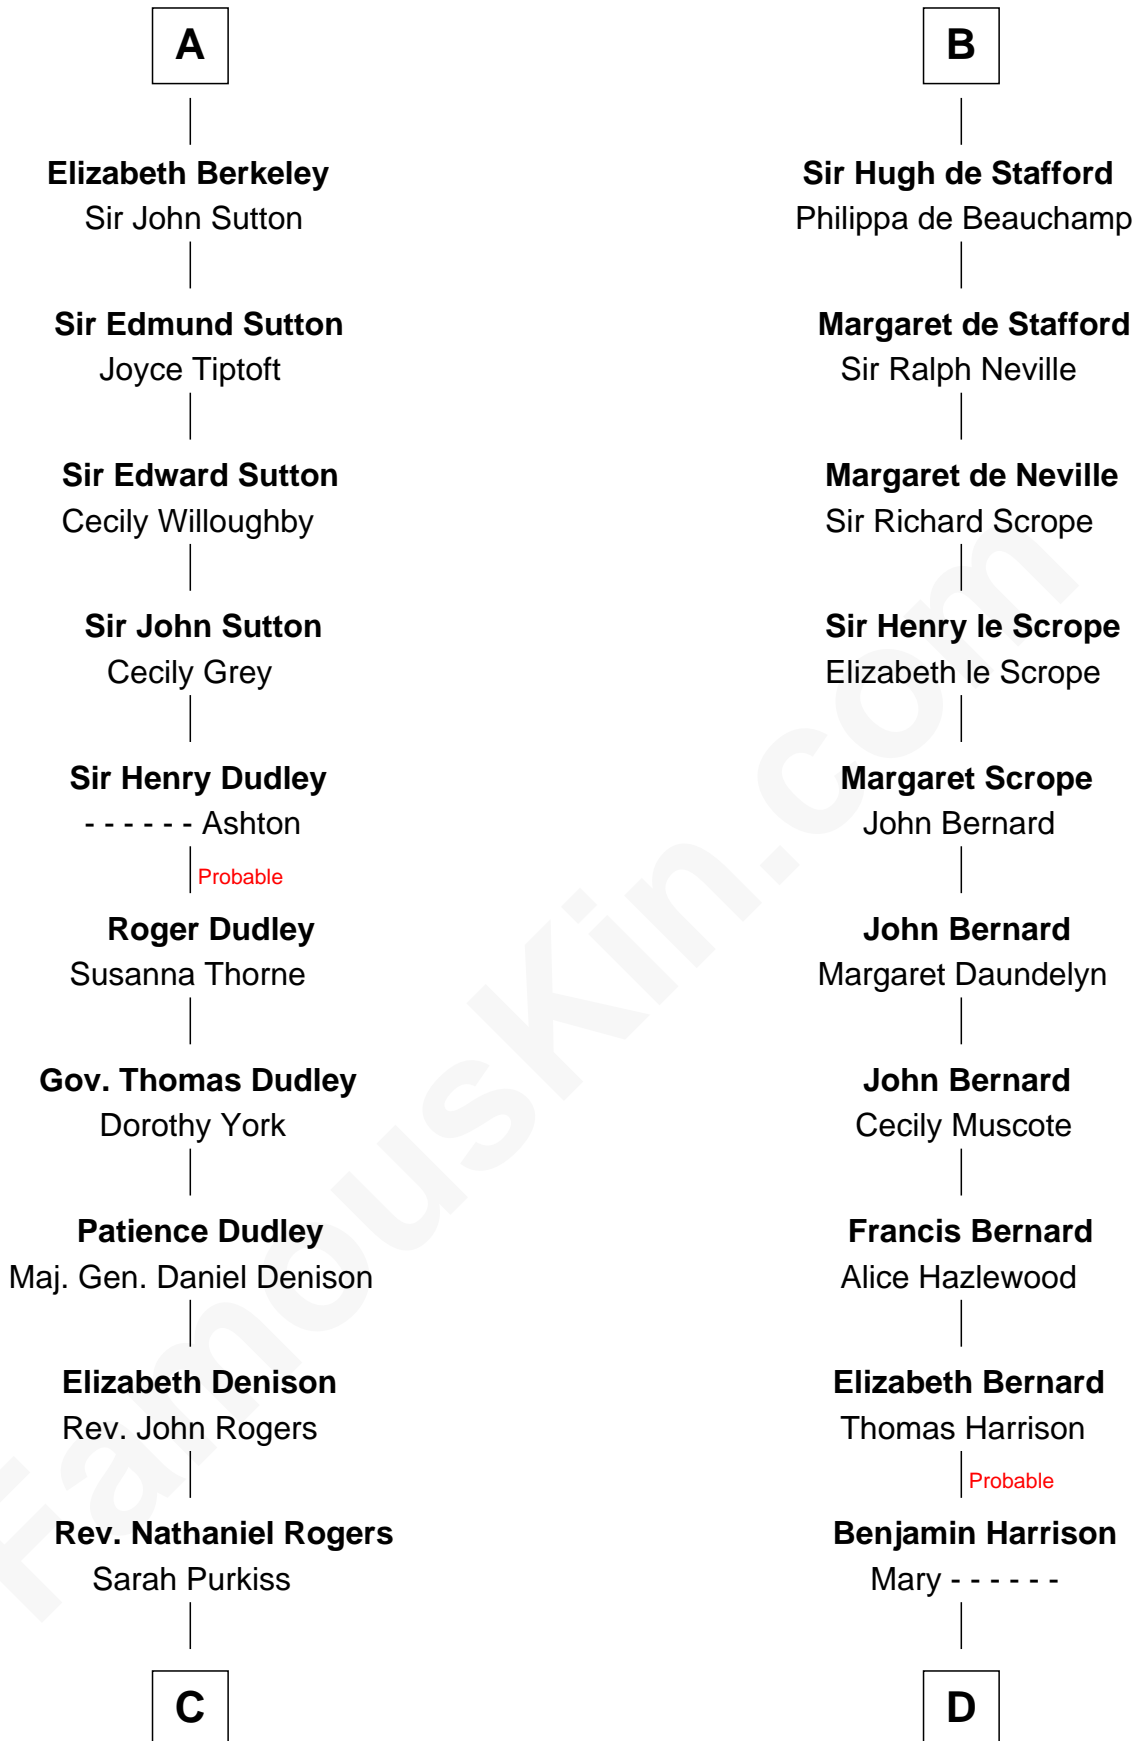 A
Elizabeth Berkeley
Sir John Sutton
Sir Edmund Sutton
Joyce Tiptoft
Sir Edward Sutton
Cecily Willoughby
Sir John Sutton
Cecily Grey
Sir Henry Dudley
- - - - - - Ashton
Probable
Roger Dudley
Susanna Thorne
Gov. Thomas Dudley
Dorothy York
Patience Dudley
Maj. Gen. Daniel Denison
Elizabeth Denison
Rev. John Rogers
Rev. Nathaniel Rogers
Sarah Purkiss
C
B
Sir Hugh de Stafford
Philippa de Beauchamp
Margaret de Stafford
Sir Ralph Neville
Margaret de Neville
Sir Richard Scrope
Sir Henry le Scrope
Elizabeth le Scrope
Margaret Scrope
John Bernard
John Bernard
Margaret Daundelyn
John Bernard
Cecily Muscote
Francis Bernard
Alice Hazlewood
Elizabeth Bernard
Thomas Harrison
Probable
Benjamin Harrison
Mary - - - - - -
D
FamousKin.com